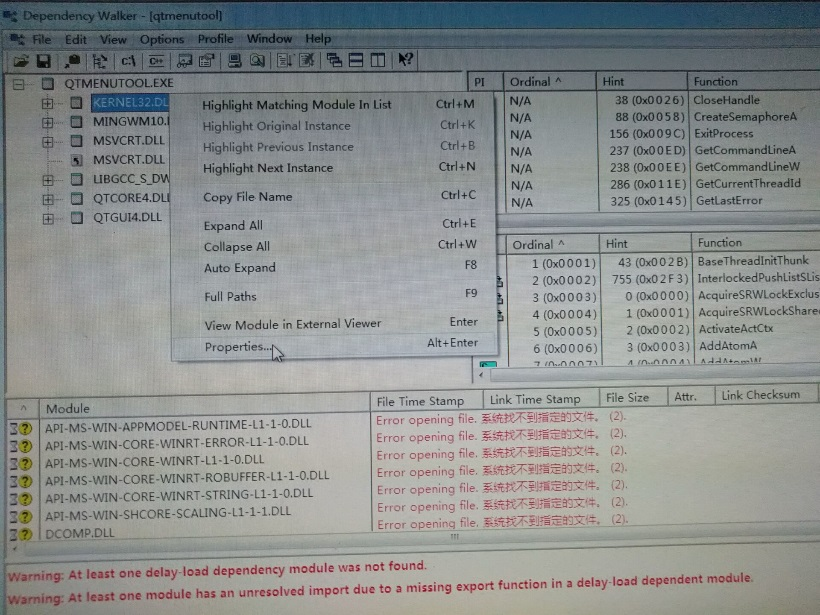 Dependency Walker - [qtmenutool]
File Edit View Options Profile Window Help
C:\ C++
QTMENUTOOL.EXE
KERNEL32.DL
MINGWM10.
MSVCRT.DLL
MSVCRT.DLL
LIBGCC_S_DW
QTCORE4.DL
QTGUI4.DLL
Highlight Matching Module In List Ctrl+M
Highlight Original Instance Ctrl+K
Highlight Previous Instance Ctrl+B
Highlight Next Instance Ctrl+N
Copy File Name Ctrl+C
Expand All Ctrl+E
Collapse All Ctrl+W
Auto Expand F8
Full Paths F9
View Module in External Viewer Enter
Properties... Alt+Enter
PI Ordinal ^ Hint Function
N/A 38 (0x0026) CloseHandle
N/A 88 (0x0058) CreateSemaphoreA
N/A 156 (0x009C) ExitProcess
N/A 237 (0x00ED) GetCommandLineA
N/A 238 (0x00EE) GetCommandLineW
N/A 286 (0x011E) GetCurrentThreadId
N/A 325 (0x0145) GetLastError
Ordinal ^ Hint Function
1 (0x0001) 43 (0x002B) BaseThreadInitThunk
2 (0x0002) 755 (0x02F3) InterlockedPushListSLis
3 (0x0003) 0 (0x0000) AcquireSRWLockExclus
4 (0x0004) 1 (0x0001) AcquireSRWLockShare
5 (0x0005) 2 (0x0002) ActivateActCtx
6 (0x0006) 3 (0x0003) AddAtomA
7 (0x0007) 4 (0x0004) AddAtomW
^ Module File Time Stamp Link Time Stamp File Size Attr. Link Checksum
API-MS-WIN-APPMODEL-RUNTIME-L1-1-0.DLL Error opening file. 系统找不到指定的文件。 (2).
API-MS-WIN-CORE-WINRT-ERROR-L1-1-0.DLL Error opening file. 系统找不到指定的文件。 (2).
API-MS-WIN-CORE-WINRT-L1-1-0.DLL Error opening file. 系统找不到指定的文件。 (2).
API-MS-WIN-CORE-WINRT-ROBUFFER-L1-1-0.DLL Error opening file. 系统找不到指定的文件。 (2).
API-MS-WIN-CORE-WINRT-STRING-L1-1-0.DLL Error opening file. 系统找不到指定的文件。 (2).
API-MS-WIN-SHCORE-SCALING-L1-1-1.DLL Error opening file. 系统找不到指定的文件。 (2).
DCOMP.DLL Error opening file. 系统找不到指定的文件。 (2).
Warning: At least one delay-load dependency module was not found.
Warning: At least one module has an unresolved import due to a missing export function in a delay-load dependent module.